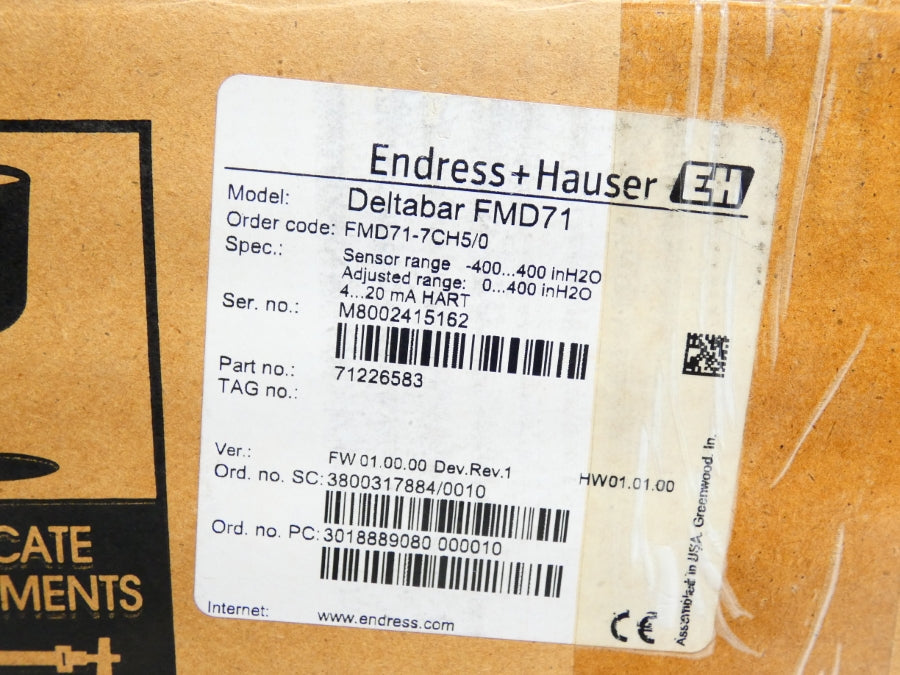 Endress+Hauser EH
Model: Deltabar FMD71
Order code: FMD71-7CH5/0
Spec.: Sensor range -400...400 inH2O
Adjusted range: 0...400 inH2O
4...20 mA HART
Ser. no.: M8002415162
Part no.: 71226583
TAG no.:
Ver.: FW 01.00.00 Dev.Rev.1 HW01.01.00
Ord. no. SC: 3800317884/0010
Ord. no. PC: 3018889080 000010
Internet: www.endress.com
CE
Assembled in USA, Greenwood, In.
CATE
MENTS